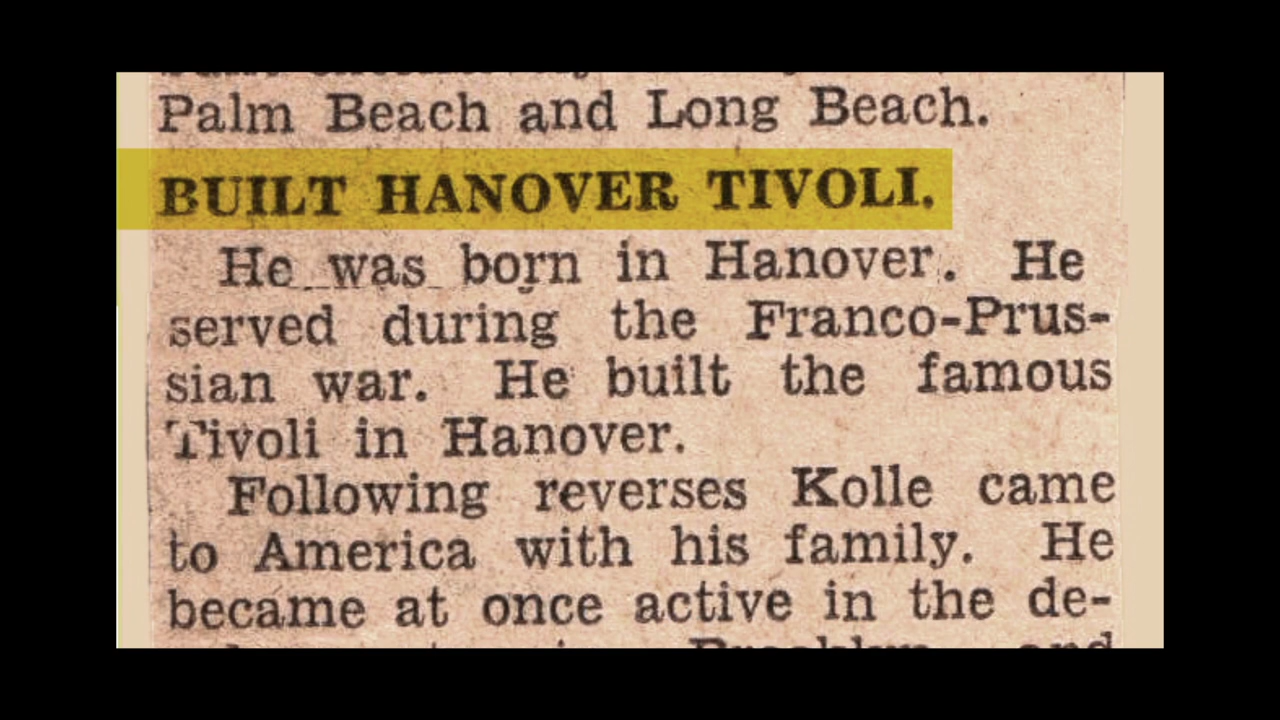 Palm Beach and Long Beach.
BUILT HANOVER TIVOLI.
He was born in Hanover. He
served during the Franco-Prus-
sian war. He built the famous
Tivoli in Hanover.
Following reverses Kolle came
to America with his family. He
became at once active in the de-
Brooklyn and